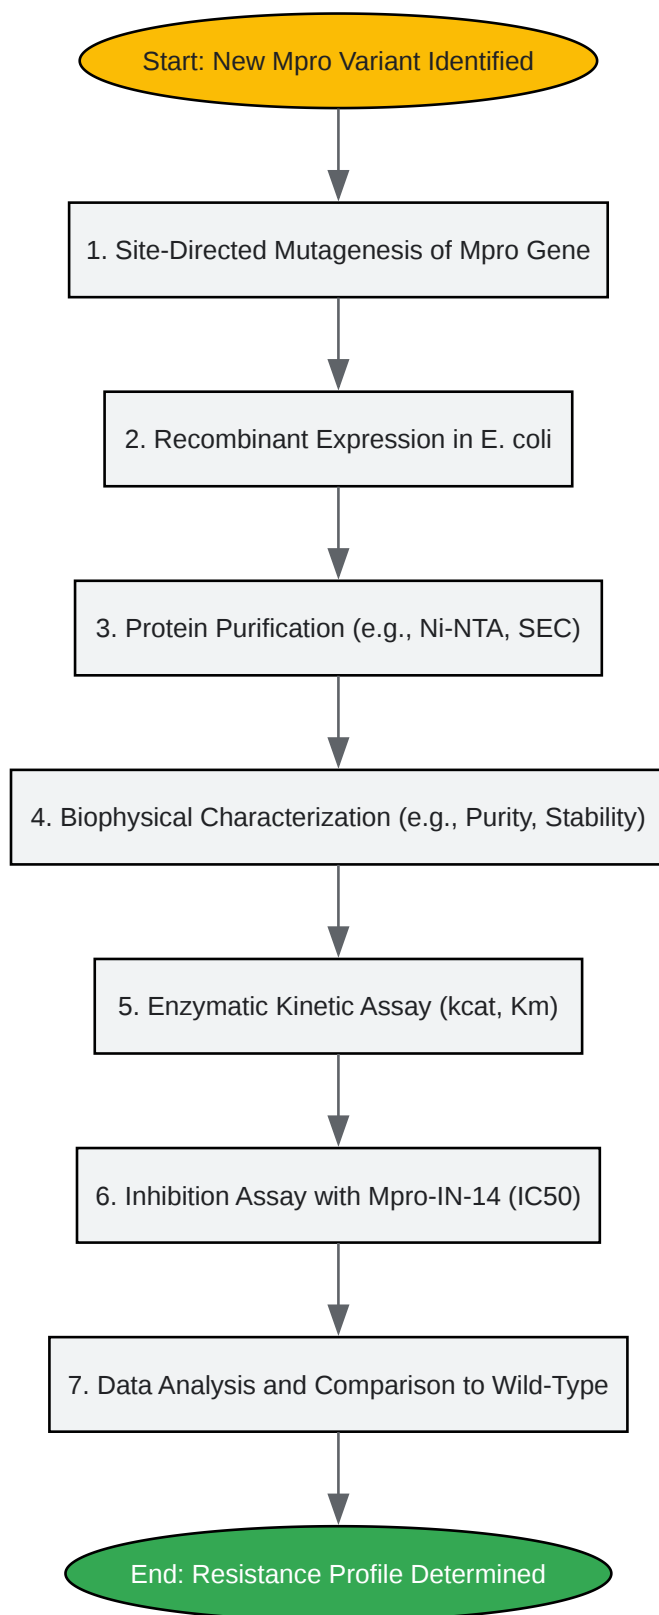 Start: New Mpro Variant Identified
1. Site-Directed Mutagenesis of Mpro Gene
2. Recombinant Expression in E. coli
3. Protein Purification (e.g., Ni-NTA, SEC)
4. Biophysical Characterization (e.g., Purity, Stability)
5. Enzymatic Kinetic Assay (kcat, Km)
6. Inhibition Assay with Mpro-IN-14 (IC50)
7. Data Analysis and Comparison to Wild-Type
End: Resistance Profile Determined